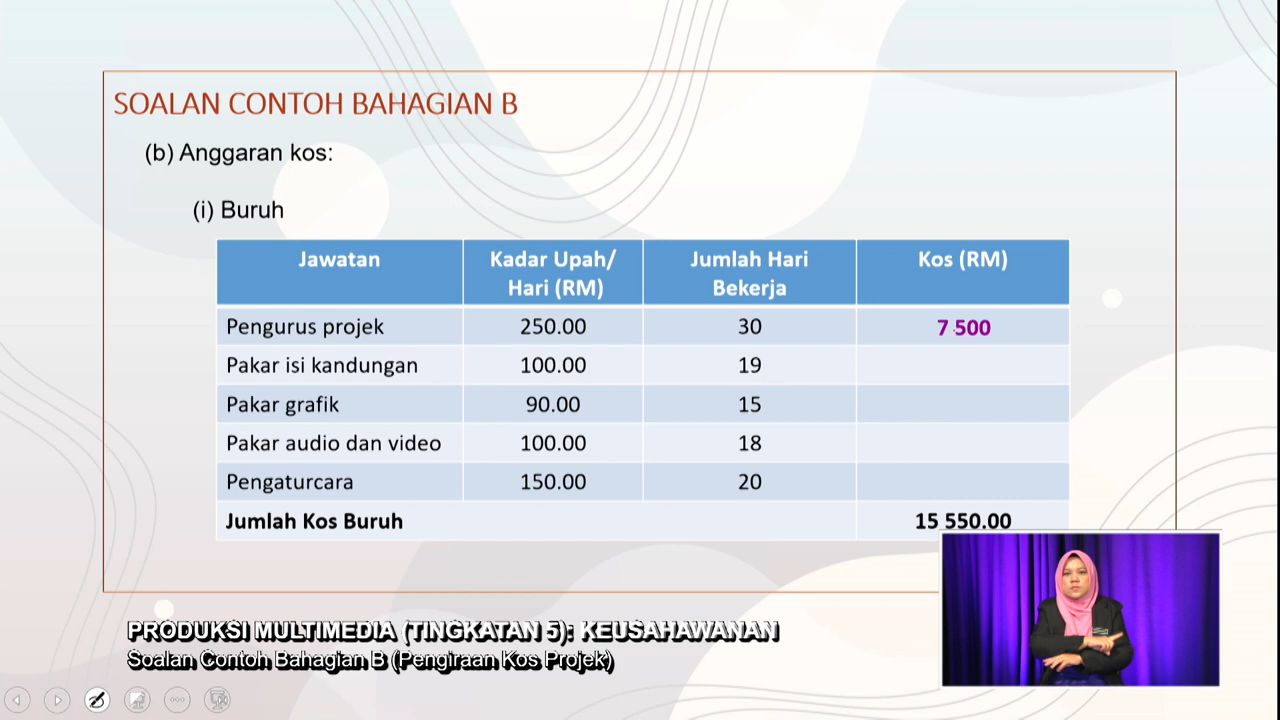 SOALAN CONTOH BAHAGIAN B
(b) Anggaran kos:
(i) Buruh
Jawatan Kadar Upah/ Hari (RM) Jumlah Hari Bekerja Kos (RM)
Pengurus projek 250.00 30 7 500
Pakar isi kandungan 100.00 19
Pakar grafik 90.00 15
Pakar audio dan video 100.00 18
Pengaturcara 150.00 20
Jumlah Kos Buruh 15 550.00
PRODUKSI MULTIMEDIA (TINGKATAN 5): KEUSAHAWANAN
Soalan Contoh Bahagian B (Pengiraan Kos Projek)